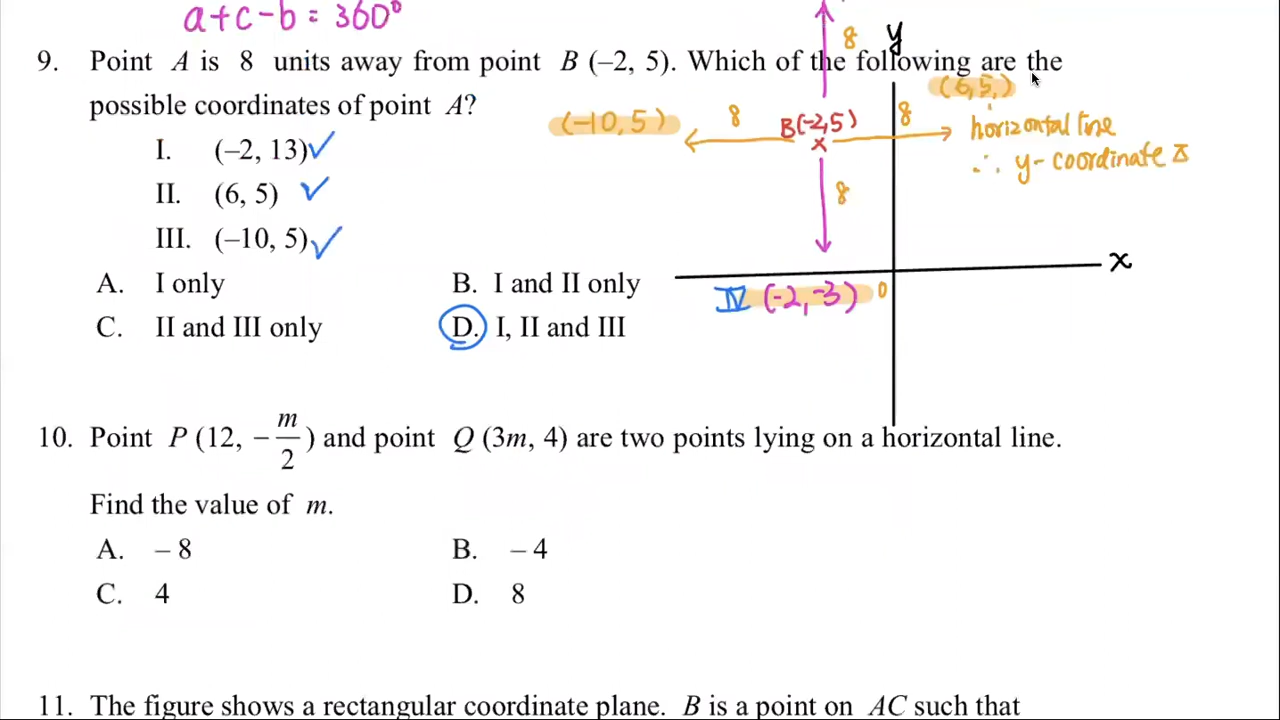 a+c-b = 360°
9. Point A is 8 units away from point B (–2, 5). Which of the following are the
possible coordinates of point A?
I. (–2, 13)✓
II. (6, 5) ✓
III. (–10, 5)✓
A. I only B. I and II only
C. II and III only D. I, II and III
8 y
(6,5,)
(-10,5) 8 B(-2,5) 8 horizontal line
x ∴ y-coordinate
8
x
IV (-2,-3) 0
10. Point P (12, –m/2) and point Q (3m, 4) are two points lying on a horizontal line.
Find the value of m.
A. – 8 B. – 4
C. 4 D. 8
11. The figure shows a rectangular coordinate plane. B is a point on AC such that